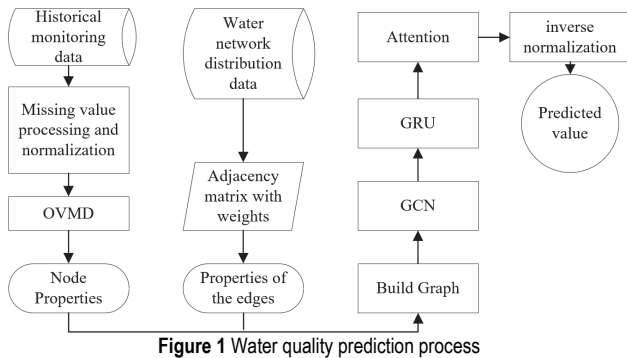 Historical
monitoring
data
Missing value
processing and
normalization
OVMD
Node
Properties
Water
network
distribution
data
Adjacency
matrix with
weights
Properties of
the edges
Attention
GRU
GCN
Build Graph
inverse
normalization
Predicted
value
Figure 1 Water quality prediction process